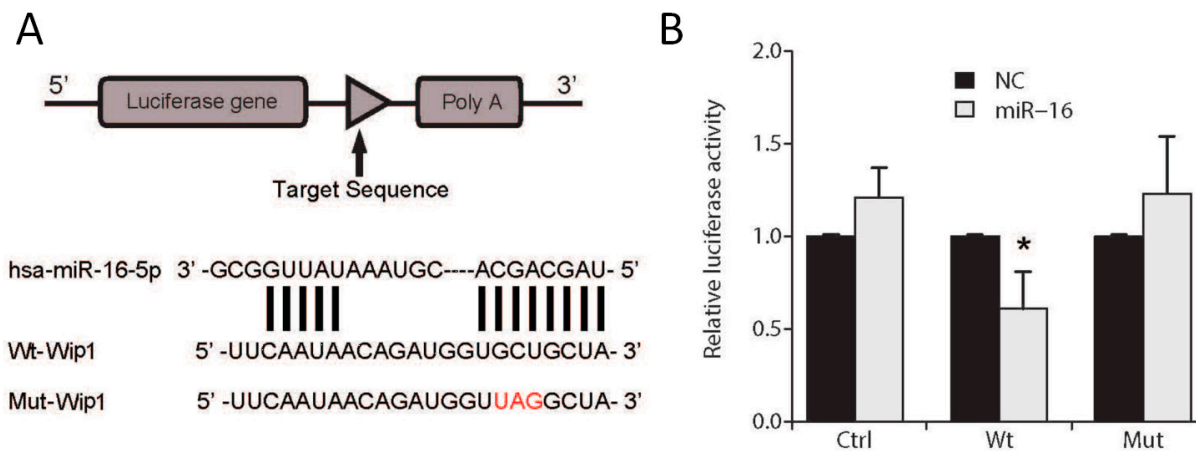 A
5’ Luciferase gene Poly A 3’
Target Sequence
hsa-miR-16-5p 3’ -GCGGUUAUAAAUGC----ACGACGAU- 5’
Wt-Wip1 5’ -UUCAAUAACAGAUGGUGCUGCUA- 3’
Mut-Wip1 5’ -UUCAAUAACAGAUGGUUAGGCUA- 3’
B
Relative luciferase activity
2.0
1.5
1.0
0.5
0.0
NC
miR–16
*
Ctrl Wt Mut